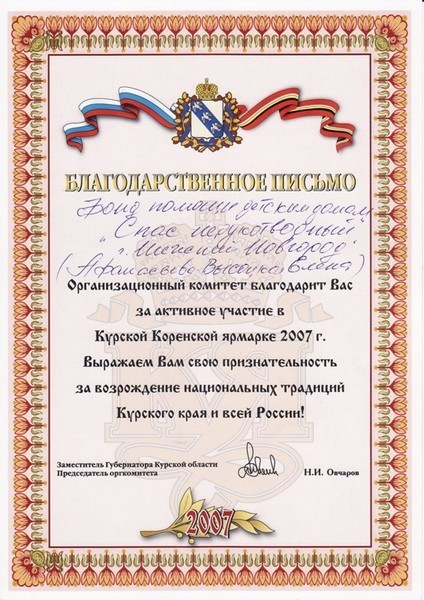 БЛАГОДАРСТВЕННОЕ ПИСЬМО
Фонд помощи детским домам
"Спас нерукотворный"
г. Нижний Новгород
(Афанасьева-Высоцкая Елена)
Организационный комитет благодарит Вас
за активное участие в
Курской Коренской ярмарке 2007 г.
Выражаем Вам свою признательность
за возрождение национальных традиций
Курского края и всей России!
Заместитель Губернатора Курской области
Председатель оргкомитета
Н.И. Овчаров
2007